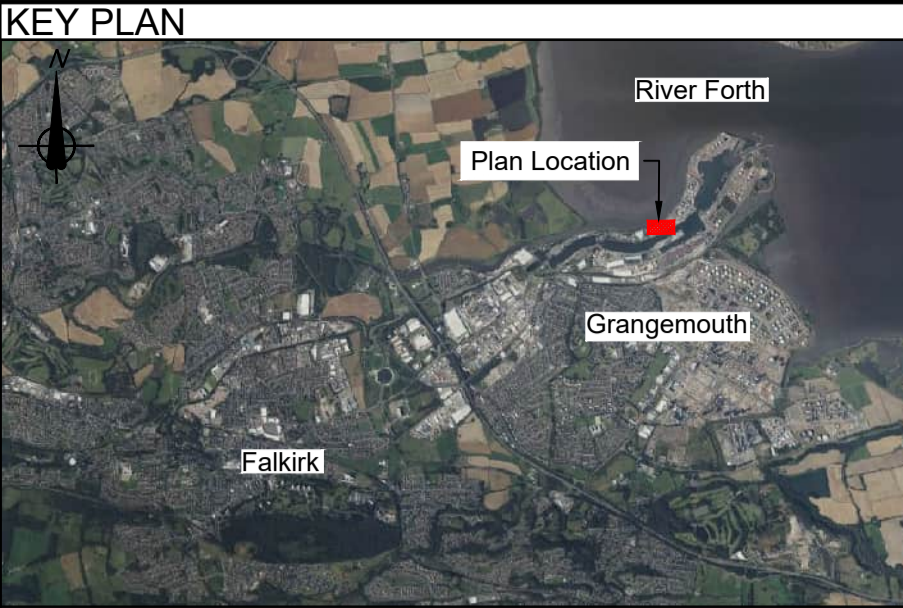 KEY PLAN
N
River Forth
Plan Location
Grangemouth
Falkirk